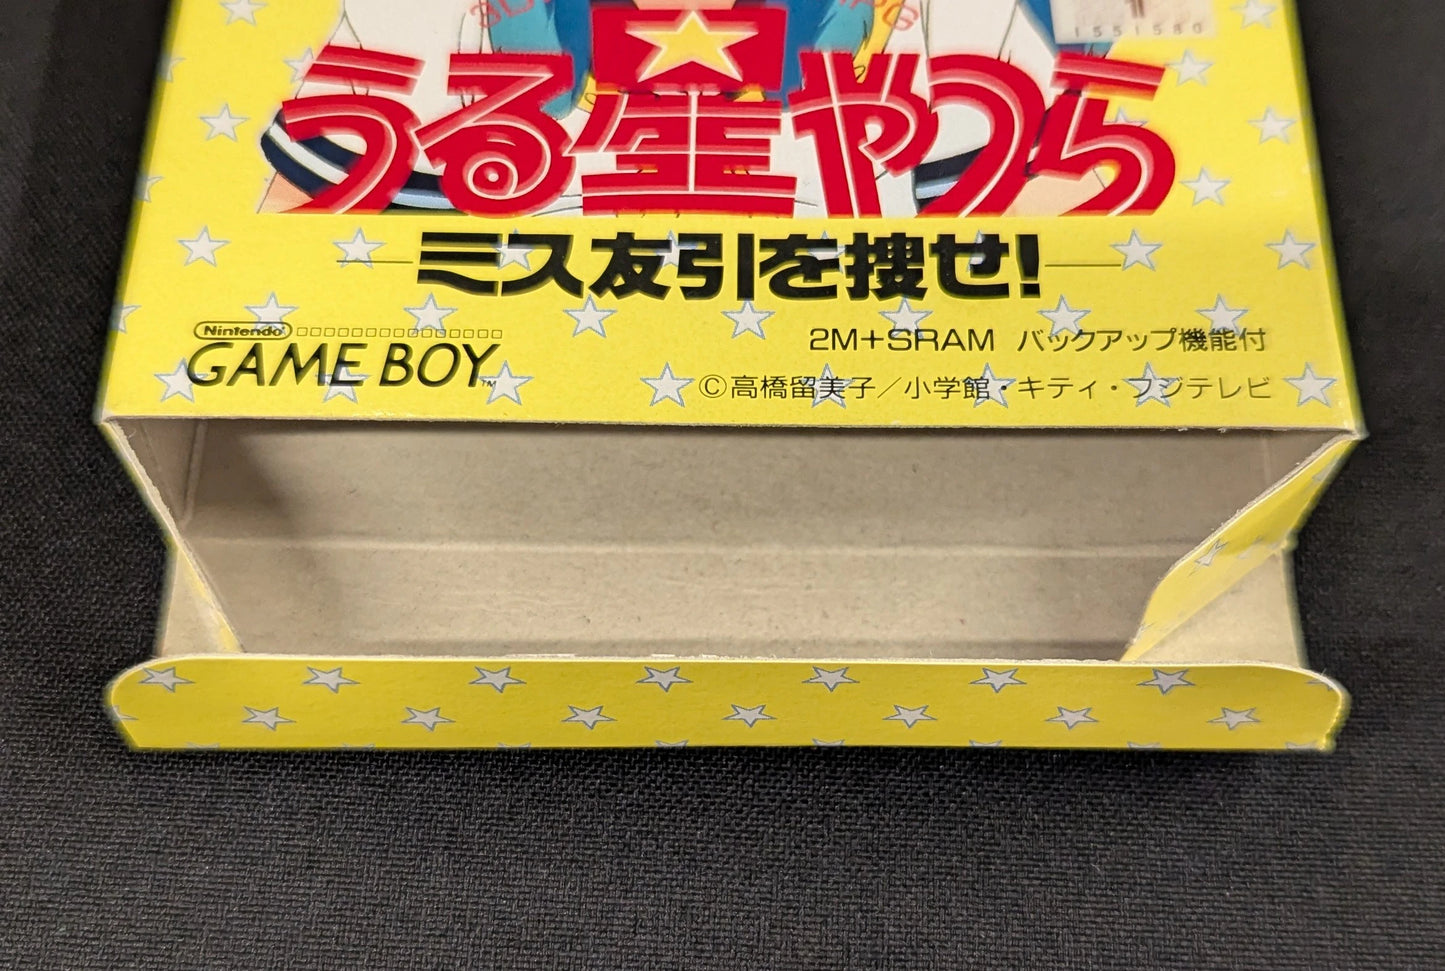 1551580
うる星やつら
ミス友引を捜せ!
Nintendo
GAME BOY™
2M+SRAM バックアップ機能付
©高橋留美子/小学館・キティ・フジテレビ